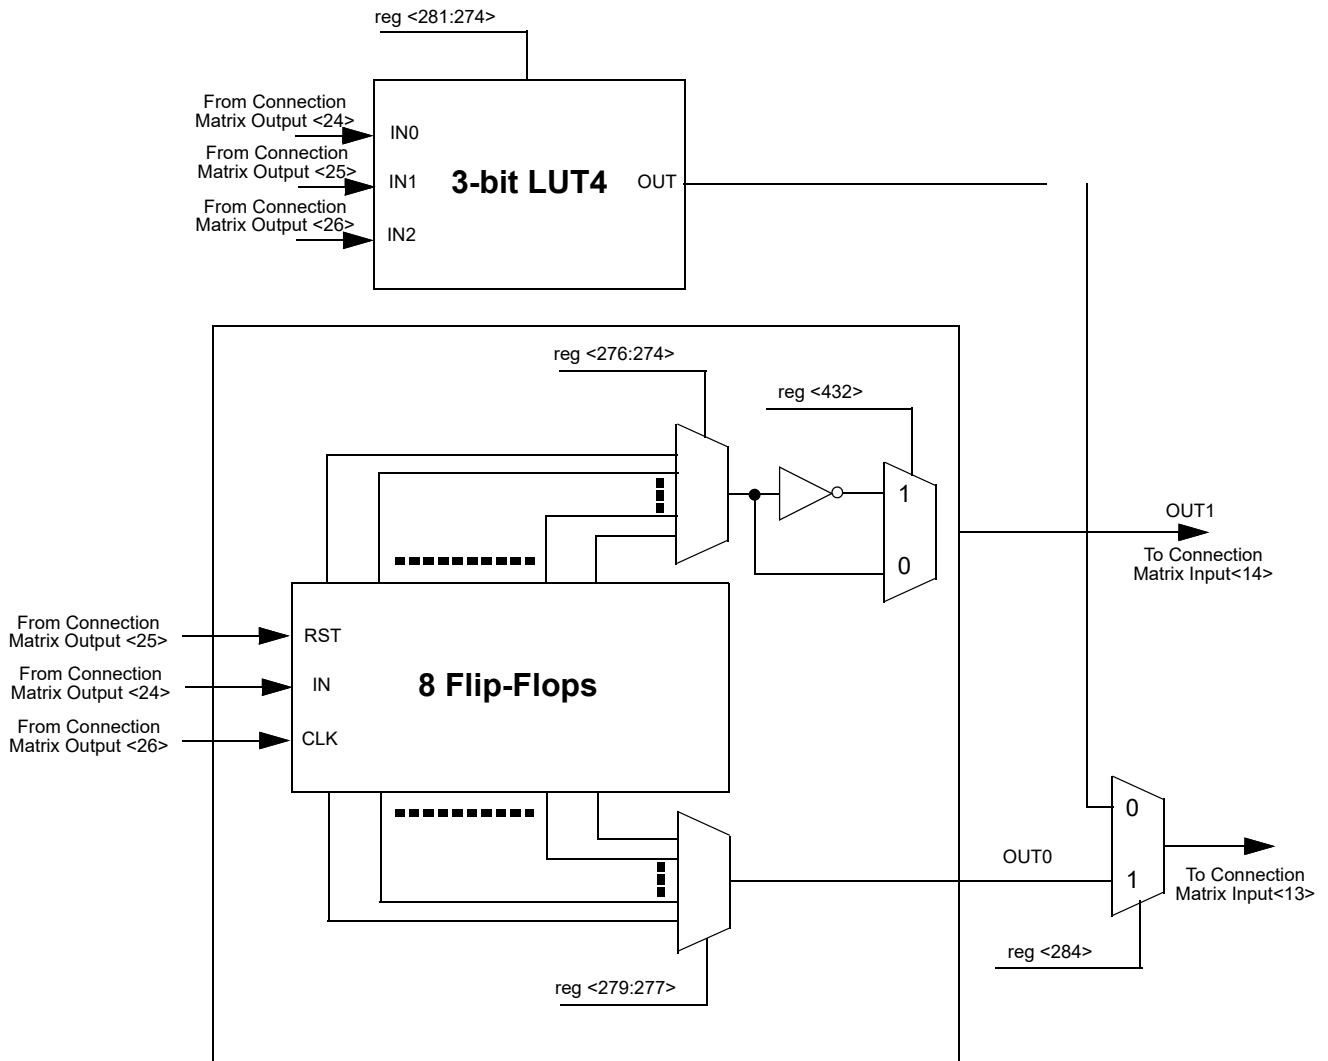 reg <281:274>
From Connection
Matrix Output <24>
IN0
From Connection
Matrix Output <25>
IN1
3-bit LUT4
OUT
From Connection
Matrix Output <26>
IN2
reg <276:274>
reg <432>
1
0
OUT1
To Connection
Matrix Input<14>
From Connection
Matrix Output <25>
RST
From Connection
Matrix Output <24>
IN
8 Flip-Flops
From Connection
Matrix Output <26>
CLK
0
OUT0
1
To Connection
Matrix Input<13>
reg <284>
reg <279:277>